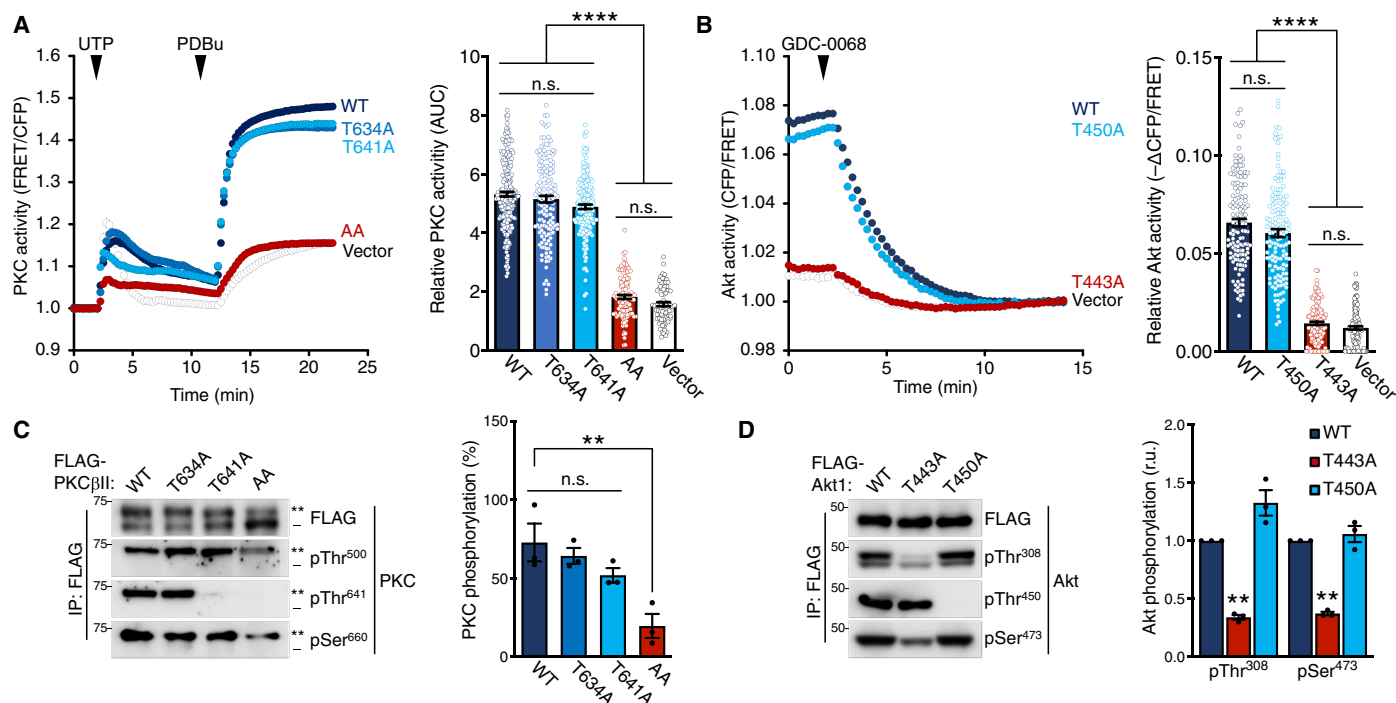 A
UTP
PDBu
PKC activity (FRET/CFP)
1.6
1.5
1.4
1.3
1.2
1.1
1.0
0.9
0
5
10
15
20
25
Time (min)
WT
T634A
T641A
AA
Vector
Relative PKC activity (AUC)
10
8
6
4
2
0
****
n.s.
n.s.
WT
T634A
T641A
AA
Vector
B
GDC-0068
Akt activity (CFP/FRET)
1.10
1.08
1.06
1.04
1.02
1.00
0.98
0
5
10
15
Time (min)
WT
T450A
T443A
Vector
Relative Akt activity (−ΔCFP/FRET)
0.15
0.10
0.05
0.00
****
n.s.
n.s.
WT
T450A
T443A
Vector
C
FLAG-
PKCβII:
WT
T634A
T641A
AA
IP: FLAG
75
** FLAG
–
75
** pThr500
–
75
** pThr641
–
75
** pSer660
–
PKC
PKC phosphorylation (%)
150
100
50
0
**
n.s.
WT
T634A
T641A
AA
D
FLAG-
Akt1:
WT
T443A
T450A
IP: FLAG
50
FLAG
50
pThr308
50
pThr450
50
pSer473
Akt
Akt phosphorylation (r.u.)
2.0
1.5
1.0
0.5
0.0
WT
T443A
T450A
**
**
pThr308
pSer473